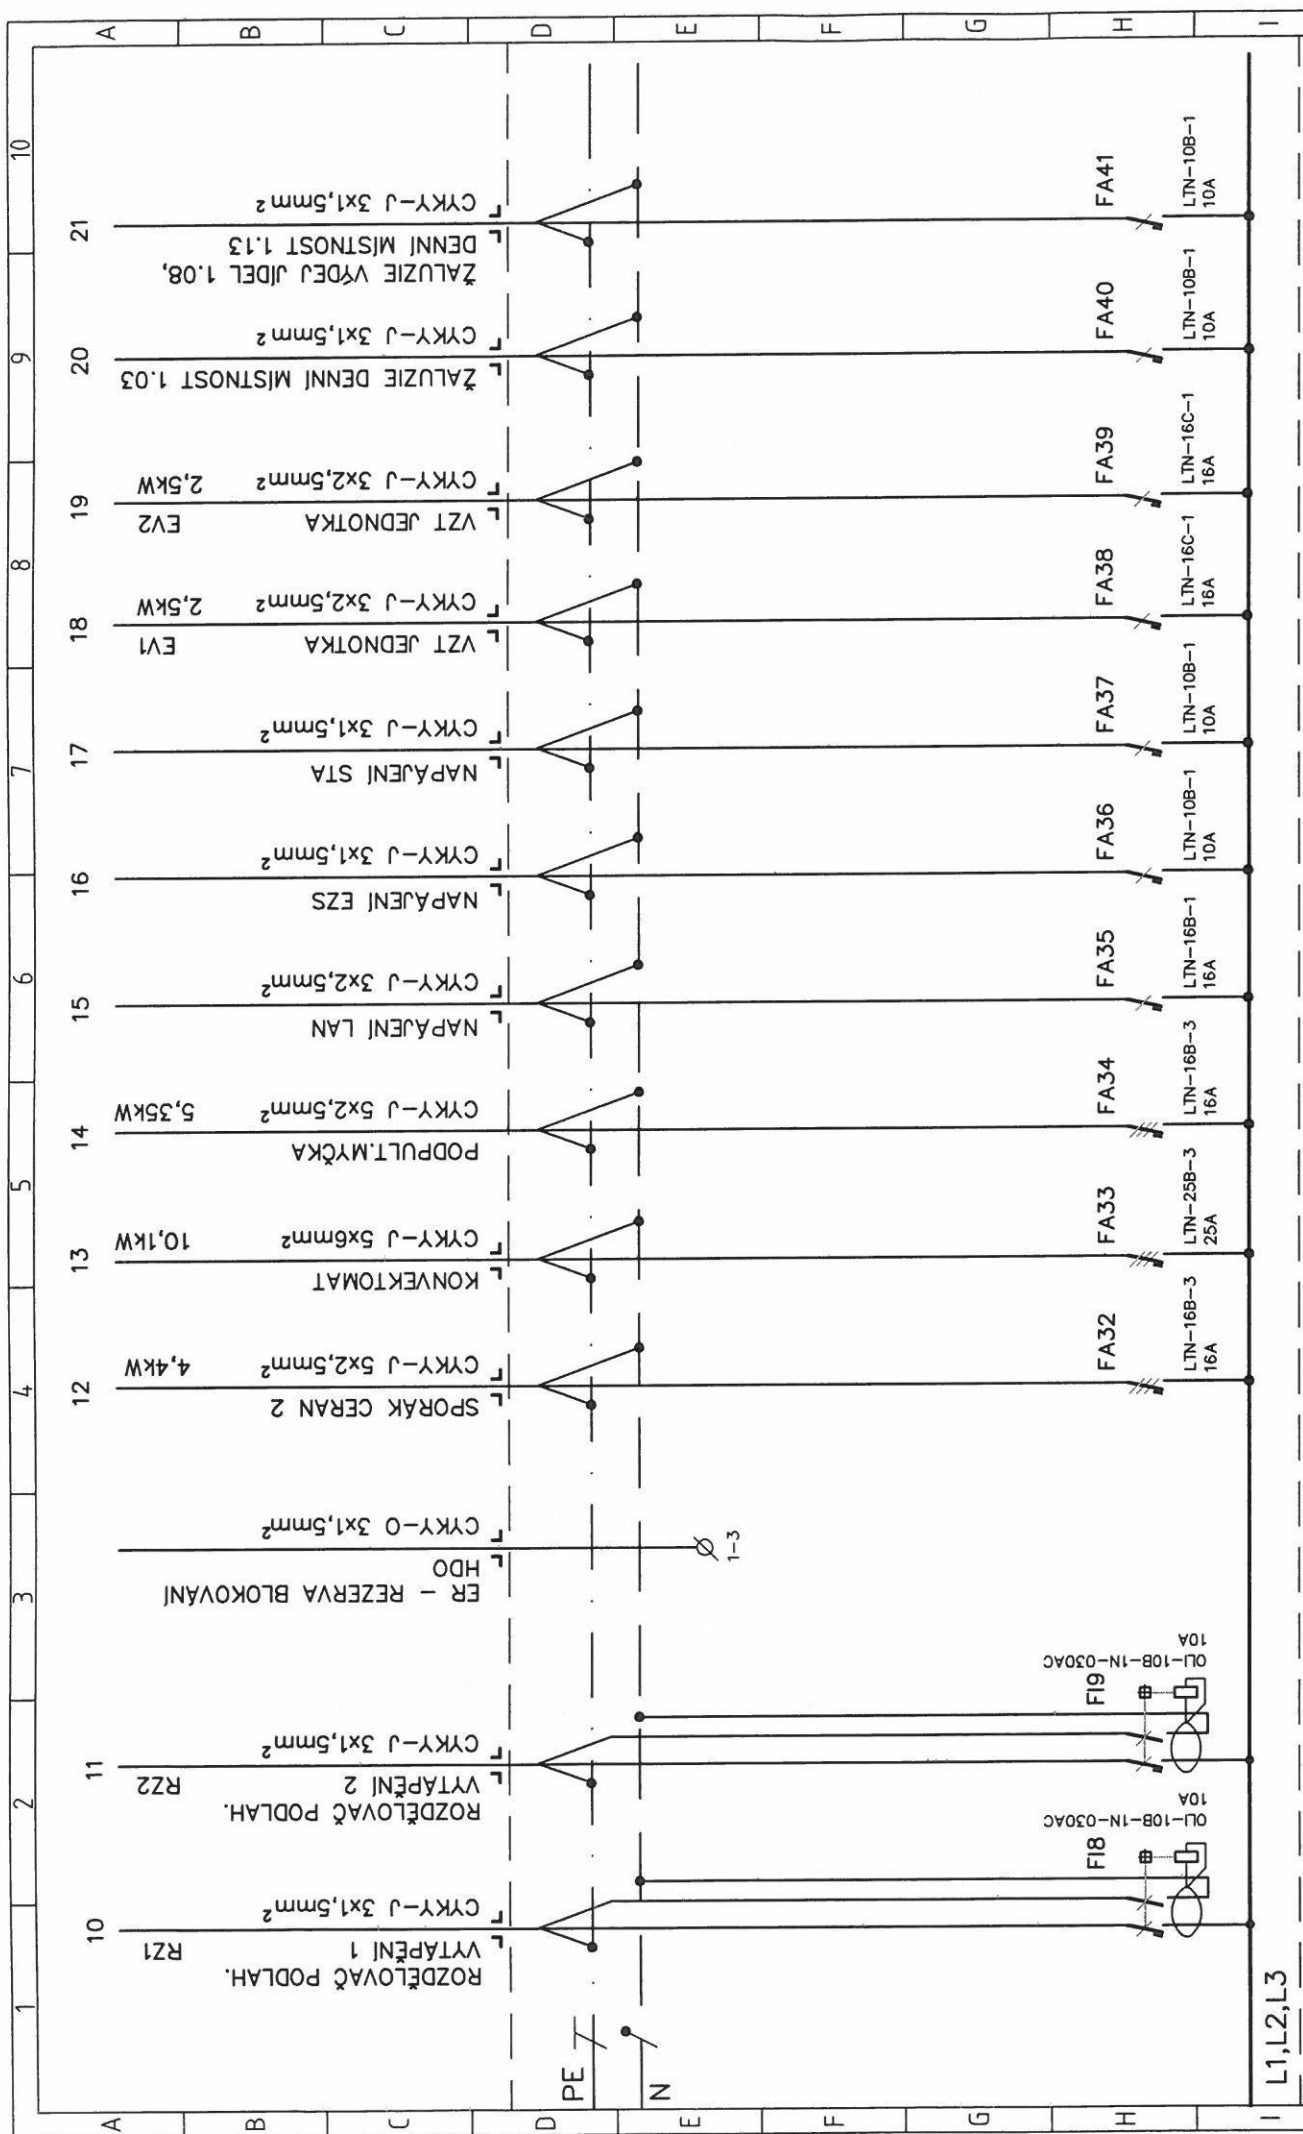 1
2
3
4
5
6
7
8
9
10
A
B
C
D
E
F
G
H
I
10
RZ1
ROZDĚLOVAČ PODLAH.
VYTÁPĚNÍ 1
CYKY-J 3x1,5mm²
11
RZ2
ROZDĚLOVAČ PODLAH.
VYTÁPĚNÍ 2
CYKY-J 3x1,5mm²
ER - REZERVA BLOKOVÁNÍ
HDO
CYKY-O 3x1,5mm²
12
SPORÁK CERAN 2
CYKY-J 5x2,5mm²
4,4kW
13
KONVEKTOMAT
CYKY-J 5x6mm²
10,1kW
14
PODPULT.MYČKA
CYKY-J 5x2,5mm²
5,35kW
15
NAPÁJENÍ LAN
CYKY-J 3x2,5mm²
16
NAPÁJENÍ EZS
CYKY-J 3x1,5mm²
17
NAPÁJENÍ STA
CYKY-J 3x1,5mm²
18
EV1
VZT JEDNOTKA
CYKY-J 3x2,5mm²
2,5kW
19
EV2
VZT JEDNOTKA
CYKY-J 3x2,5mm²
2,5kW
20
ŽALUZIE DENNÍ MÍSTNOST 1.03
CYKY-J 3x1,5mm²
21
ŽALUZIE VÝDEJ JÍDEL 1.08,
DENNÍ MÍSTNOST 1.13
CYKY-J 3x1,5mm²
PE
N
1-3
FI8
OLI-10B-1N-030AC
10A
FI9
OLI-10B-1N-030AC
10A
FA32
LTN-16B-3
16A
FA33
LTN-25B-3
25A
FA34
LTN-16B-3
16A
FA35
LTN-16B-1
16A
FA36
LTN-10B-1
10A
FA37
LTN-10B-1
10A
FA38
LTN-16C-1
16A
FA39
LTN-16C-1
16A
FA40
LTN-10B-1
10A
FA41
LTN-10B-1
10A
L1,L2,L3
A
B
C
D
E
F
G
H
I